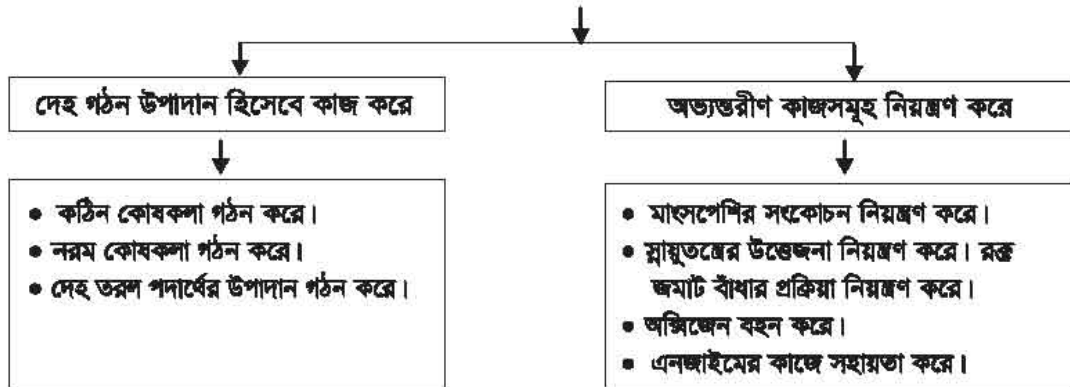 দেহ গঠন উপাদান হিসেবে কাজ করে
অভ্যন্তরীণ কাজসমূহ নিয়ন্ত্রণ করে
• কঠিন কোষকলা গঠন করে।
• নরম কোষকলা গঠন করে।
• দেহ তরল পদার্থের উপাদান গঠন করে।
• মাংসপেশির সংকোচন নিয়ন্ত্রণ করে।
• স্নায়ুতন্ত্রের উত্তেজনা নিয়ন্ত্রণ করে। রক্ত
জমাট বাঁধার প্রক্রিয়া নিয়ন্ত্রণ করে।
• অক্সিজেন বহন করে।
• এনজাইমের কাজে সহায়তা করে।